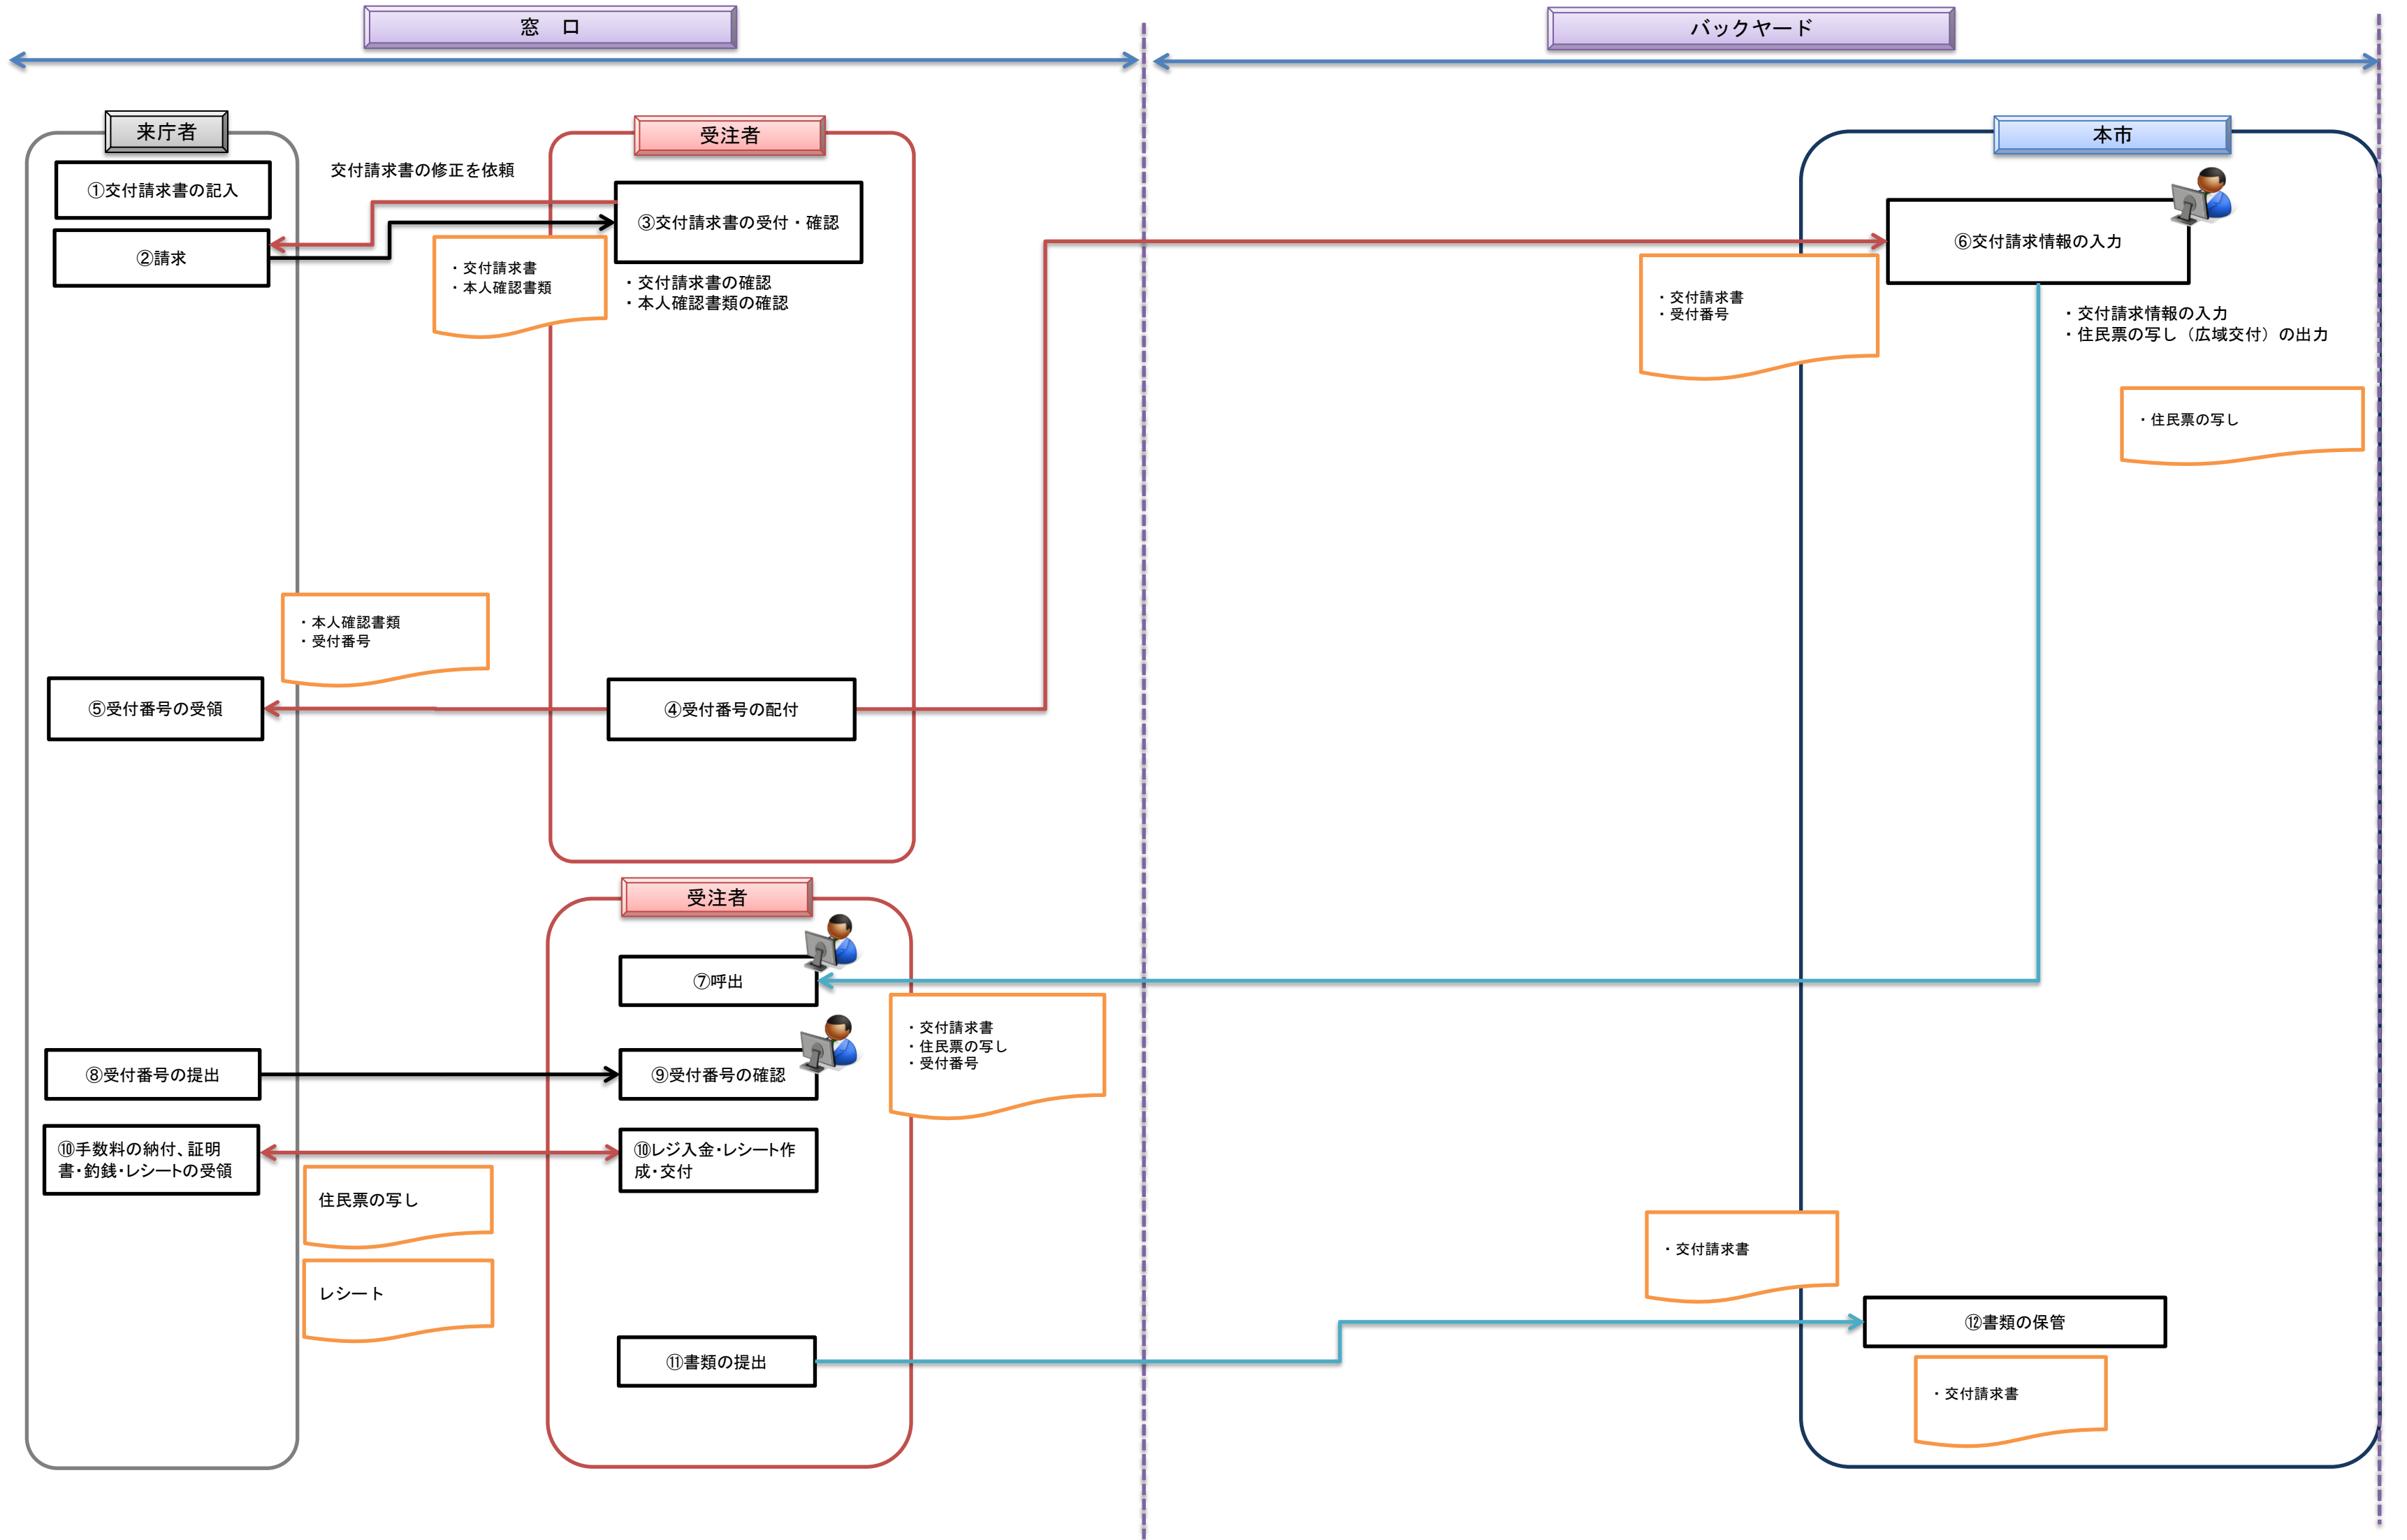 窓　口
バックヤード
来庁者
受注者
本市
①交付請求書の記入
交付請求書の修正を依頼
②請求
③交付請求書の受付・確認
・交付請求書
・本人確認書類
・交付請求書の確認
・本人確認書類の確認
⑥交付請求情報の入力
・交付請求書
・受付番号
・交付請求情報の入力
・住民票の写し（広域交付）の出力
・住民票の写し
・本人確認書類
・受付番号
⑤受付番号の受領
④受付番号の配付
受注者
⑦呼出
・交付請求書
・住民票の写し
・受付番号
⑧受付番号の提出
⑨受付番号の確認
⑩手数料の納付、証明
書・釣銭・レシートの受領
⑩レジ入金・レシート作
成・交付
住民票の写し
レシート
・交付請求書
⑪書類の提出
⑫書類の保管
・交付請求書